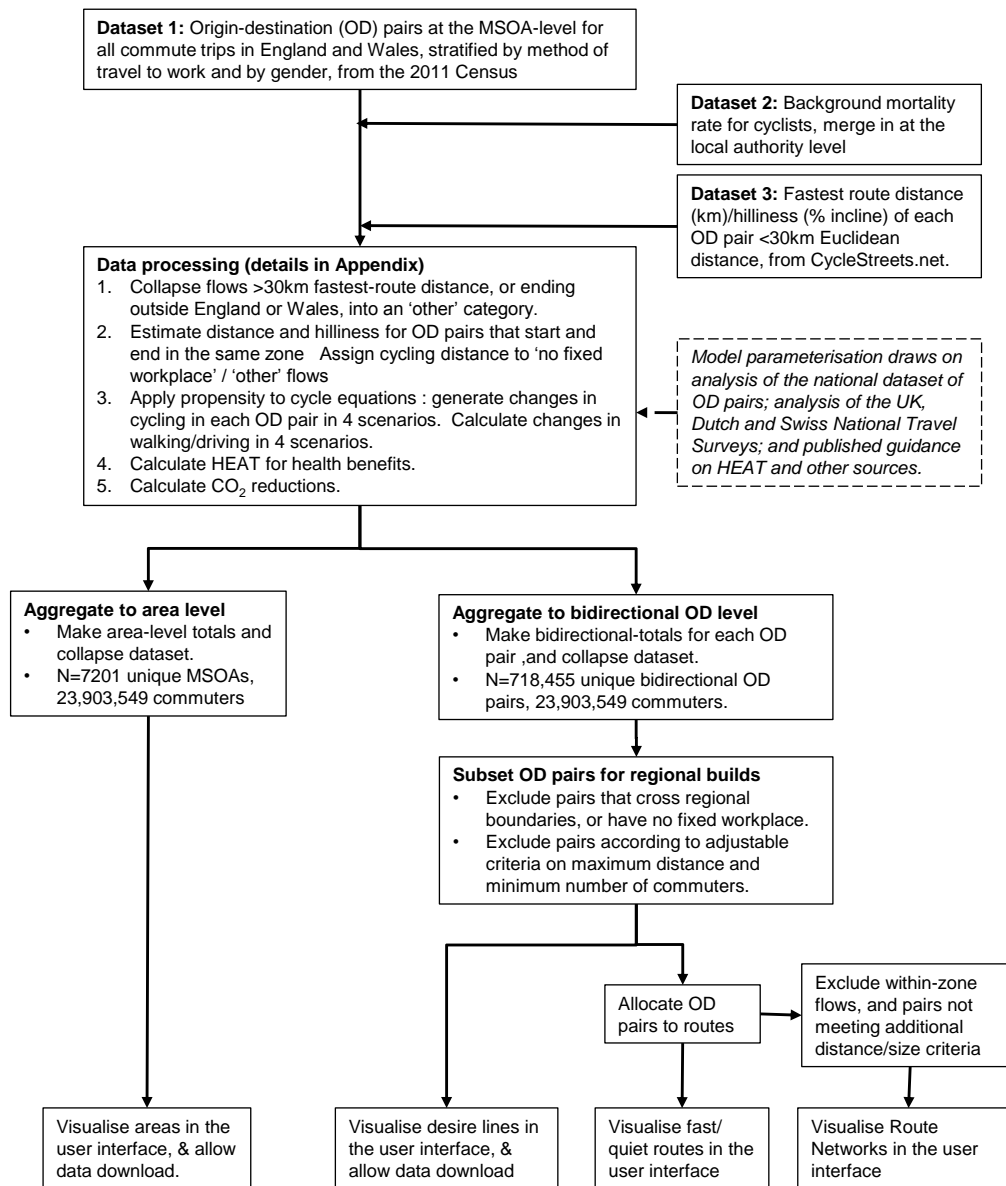 Dataset 1: Origin-destination (OD) pairs at the MSOA-level for
all commute trips in England and Wales, stratified by method of
travel to work and by gender, from the 2011 Census
Dataset 2: Background mortality
rate for cyclists, merge in at the
local authority level
Dataset 3: Fastest route distance
(km)/hilliness (% incline) of each
OD pair <30km Euclidean
distance, from CycleStreets.net.
Data processing (details in Appendix)
1. Collapse flows >30km fastest-route distance, or ending
outside England or Wales, into an ‘other’ category.
2. Estimate distance and hilliness for OD pairs that start and
end in the same zone Assign cycling distance to ‘no fixed
workplace’ / ‘other’ flows
3. Apply propensity to cycle equations : generate changes in
cycling in each OD pair in 4 scenarios. Calculate changes in
walking/driving in 4 scenarios.
4. Calculate HEAT for health benefits.
5. Calculate CO2 reductions.
Model parameterisation draws on
analysis of the national dataset of
OD pairs; analysis of the UK,
Dutch and Swiss National Travel
Surveys; and published guidance
on HEAT and other sources.
Aggregate to area level
• Make area-level totals and
collapse dataset.
• N=7201 unique MSOAs,
23,903,549 commuters
Aggregate to bidirectional OD level
• Make bidirectional-totals for each OD
pair ,and collapse dataset.
• N=718,455 unique bidirectional OD
pairs, 23,903,549 commuters.
Subset OD pairs for regional builds
• Exclude pairs that cross regional
boundaries, or have no fixed workplace.
• Exclude pairs according to adjustable
criteria on maximum distance and
minimum number of commuters.
Allocate OD
pairs to routes
Exclude within-zone
flows, and pairs not
meeting additional
distance/size criteria
Visualise areas in the
user interface, & allow
data download.
Visualise desire lines in
the user interface, &
allow data download
Visualise fast/
quiet routes in the
user interface
Visualise Route
Networks in the user
interface